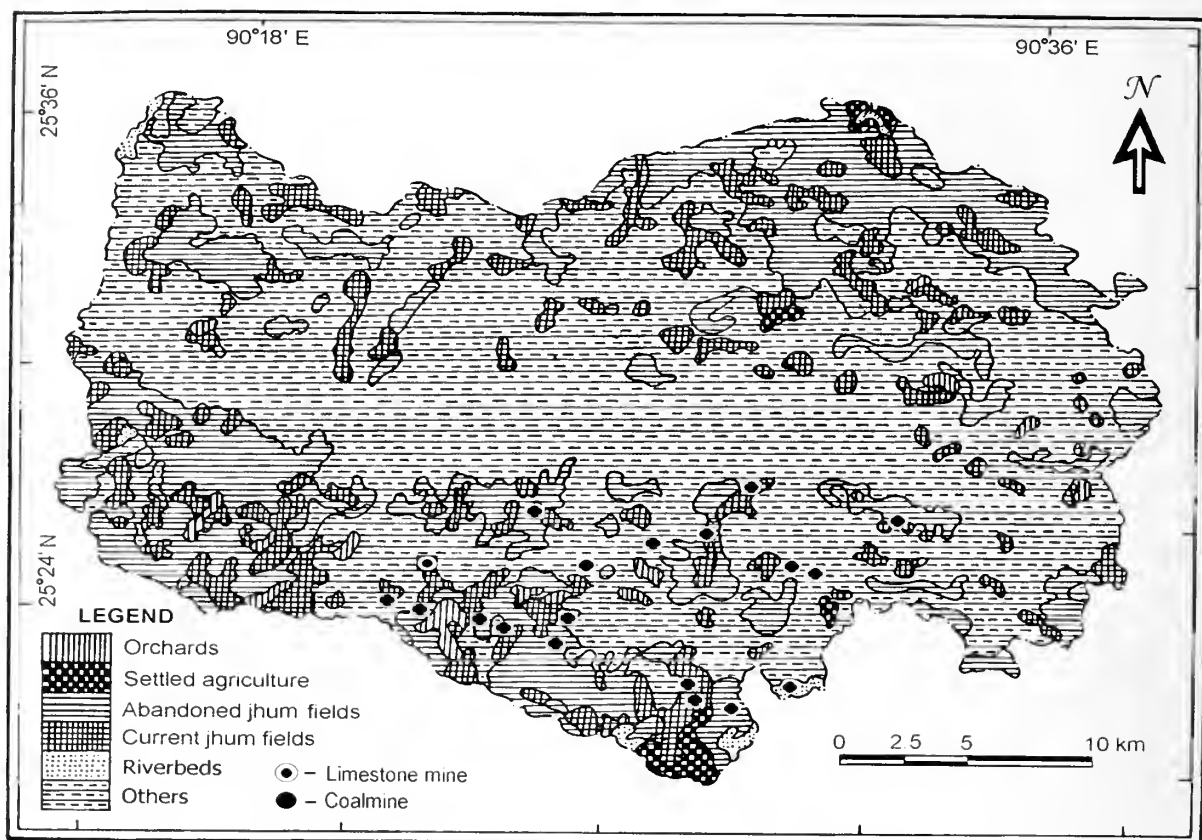 90°18' E
90°36' E
25°36' N
N
25°24' N
LEGEND
Orchards
Settled agriculture
Abandoned jhum fields
Current jhum fields
Riverbeds
Others
– Limestone mine
– Coalmine
0 2.5 5 10 km